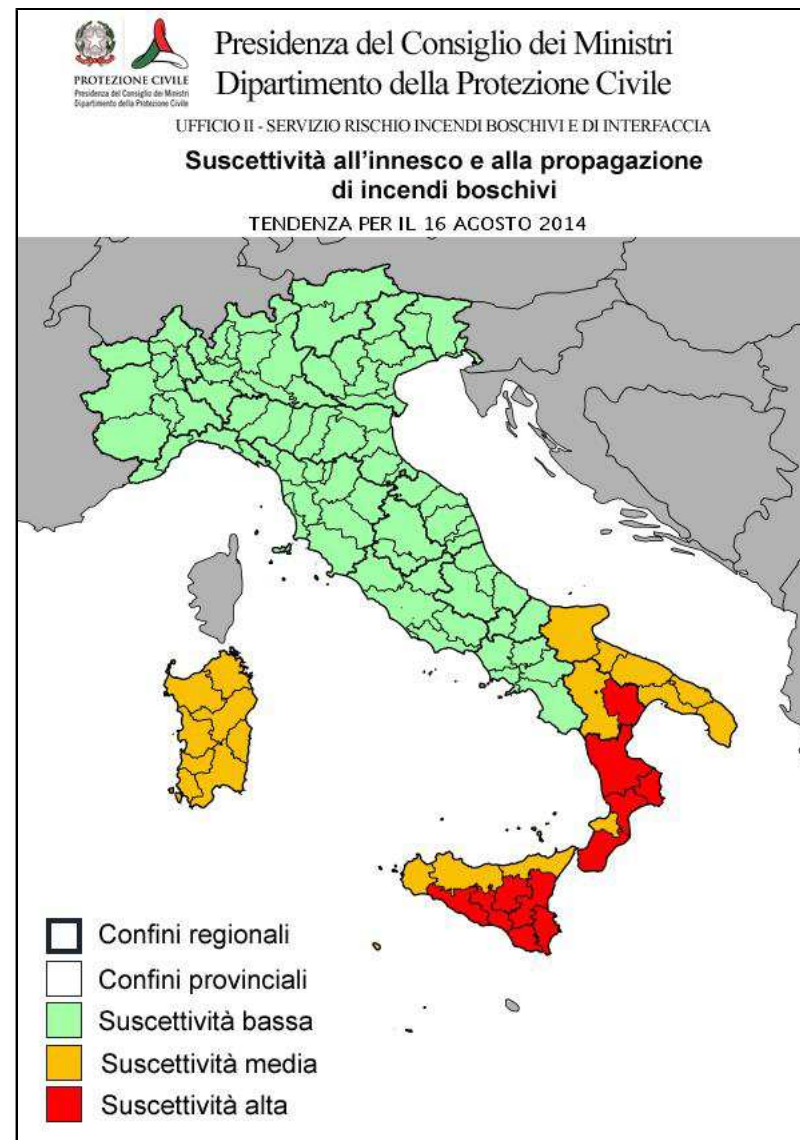 PROTEZIONE CIVILE
Presidenza del Consiglio dei Ministri
Dipartimento della Protezione Civile
Presidenza del Consiglio dei Ministri
Dipartimento della Protezione Civile
UFFICIO II - SERVIZIO RISCHIO INCENDI BOSCHIVI E DI INTERFACCIA
Suscettività all'innesco e alla propagazione
di incendi boschivi
TENDENZA PER IL 16 AGOSTO 2014
Confini regionali
Confini provinciali
Suscettività bassa
Suscettività media
Suscettività alta